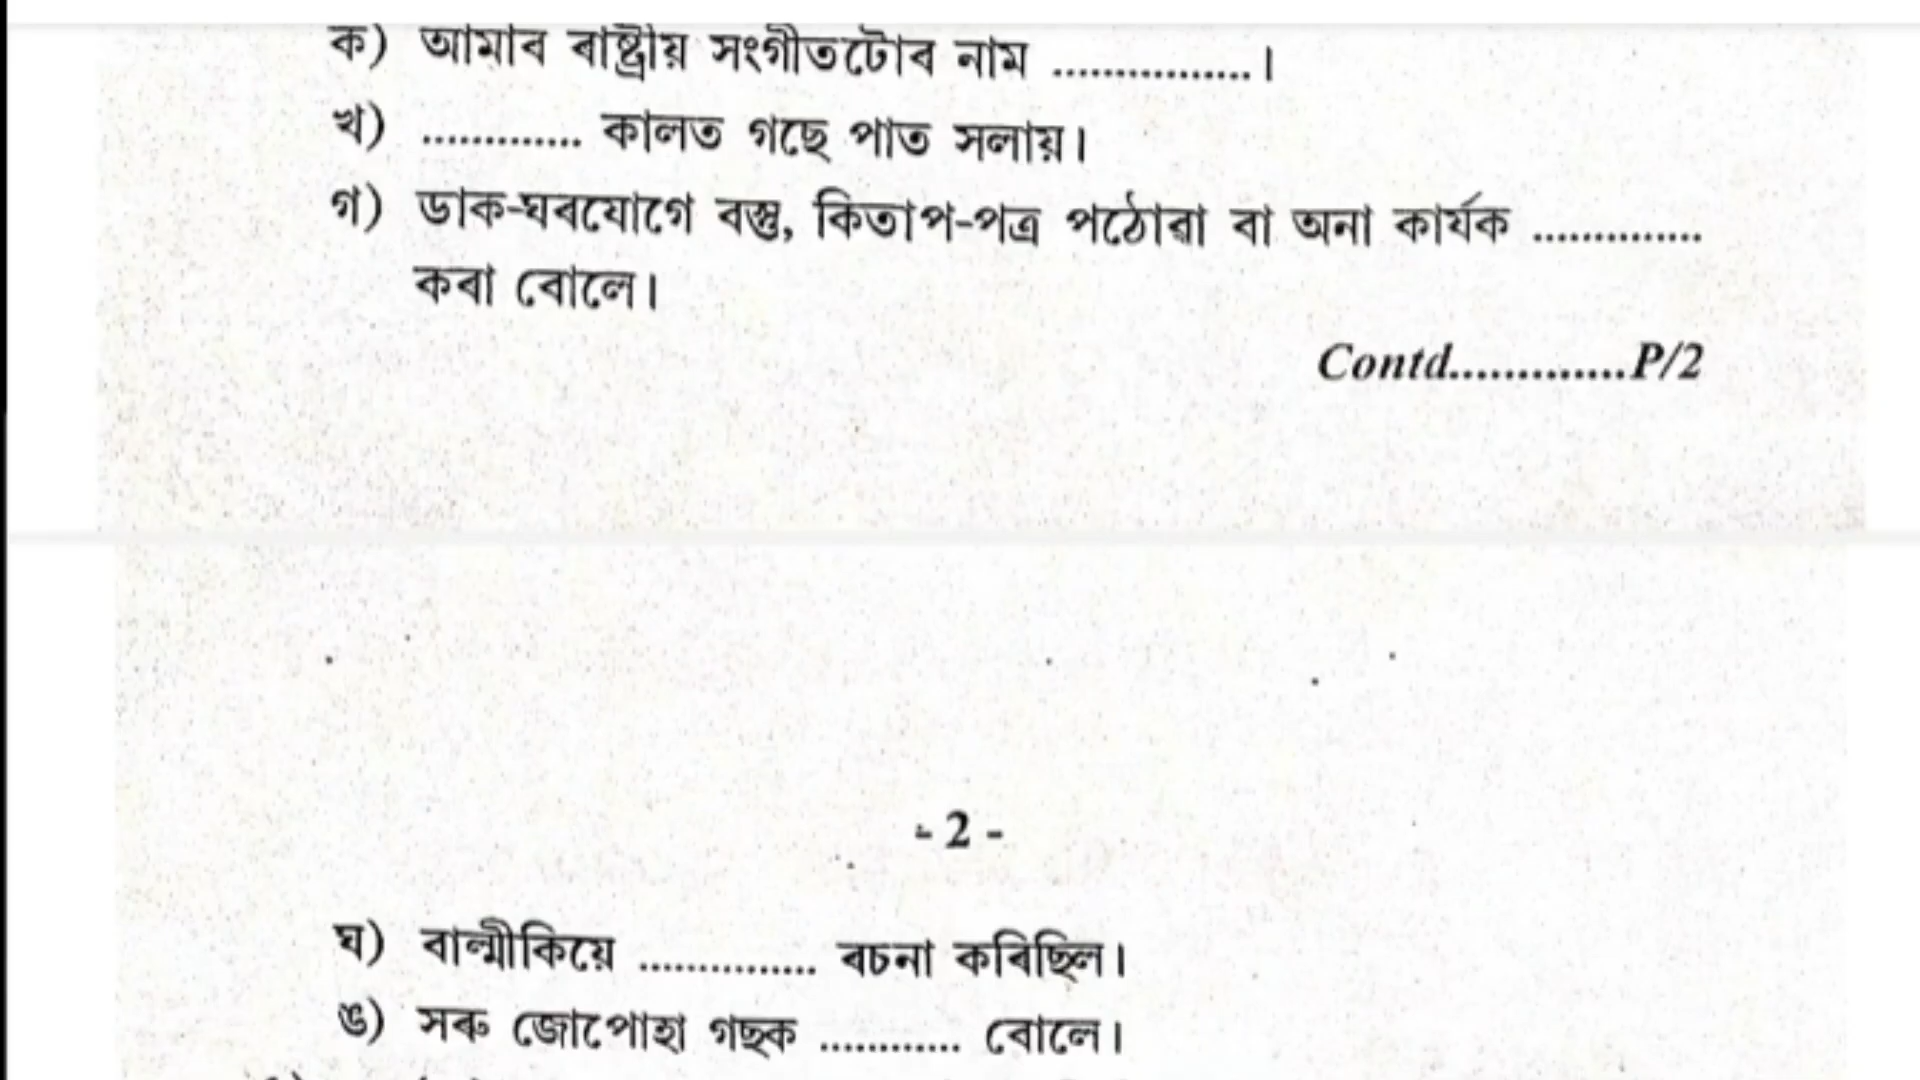 ক) আমাৰ ৰাষ্ট্ৰীয় সংগীতটোৰ নাম ................।
খ) ............. কালত গছে পাত সলায়।
গ) ডাক-ঘৰযোগে বস্তু, কিতাপ-পত্ৰ পঠোৱা বা অনা কাৰ্যক ..............
কৰা বোলে।
Contd.............P/2
- 2 -
ঘ) বাল্মীকিয়ে ............... ৰচনা কৰিছিল।
ঙ) সৰু জোপোহা গছক ............ বোলে।